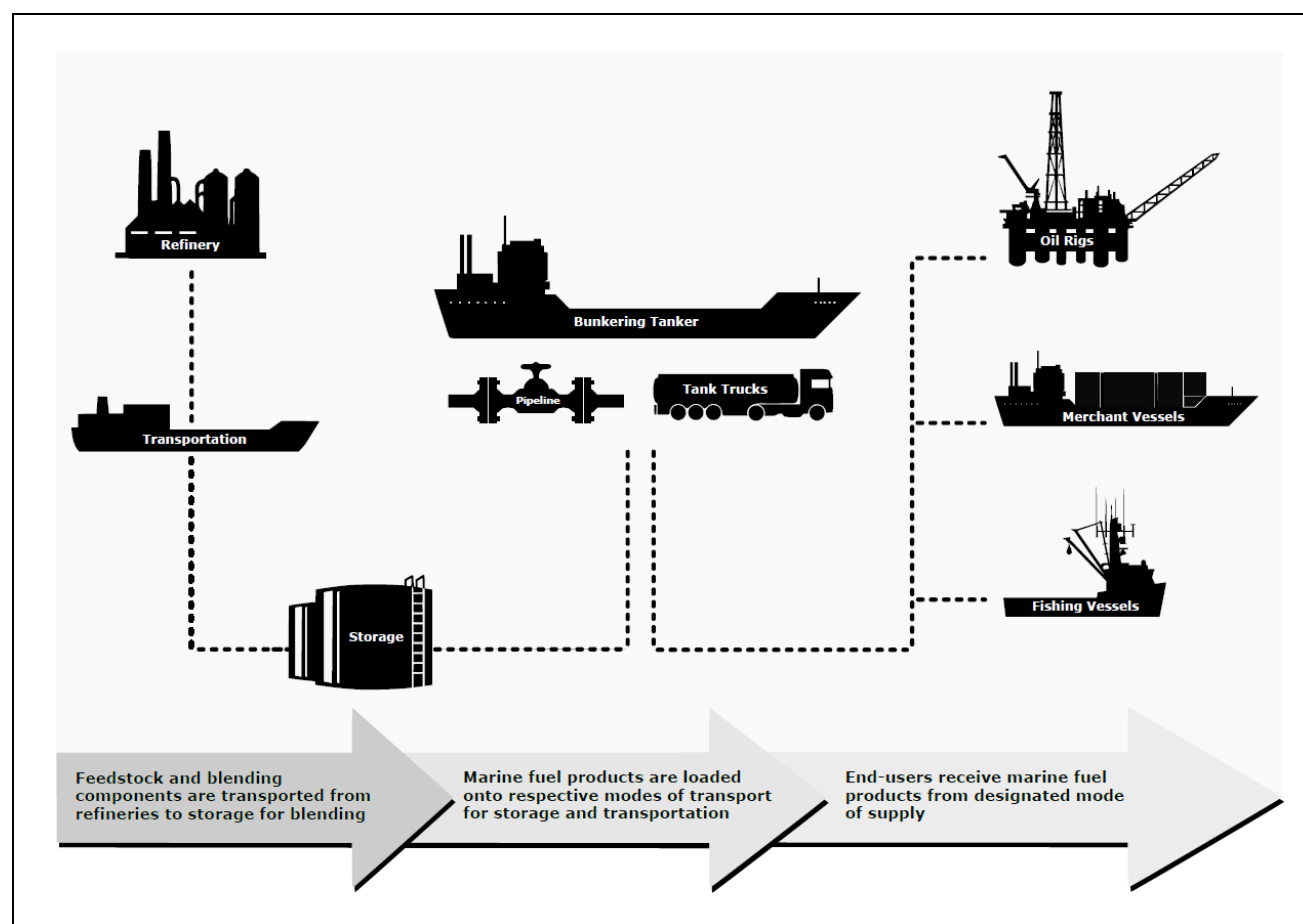 Refinery
Oil Rigs
Bunkering Tanker
Pipeline
Tank Trucks
Merchant Vessels
Transportation
Fishing Vessels
Storage
Feedstock and blending
components are transported from
refineries to storage for blending
Marine fuel products are loaded
onto respective modes of transport
for storage and transportation
End-users receive marine fuel
products from designated mode
of supply